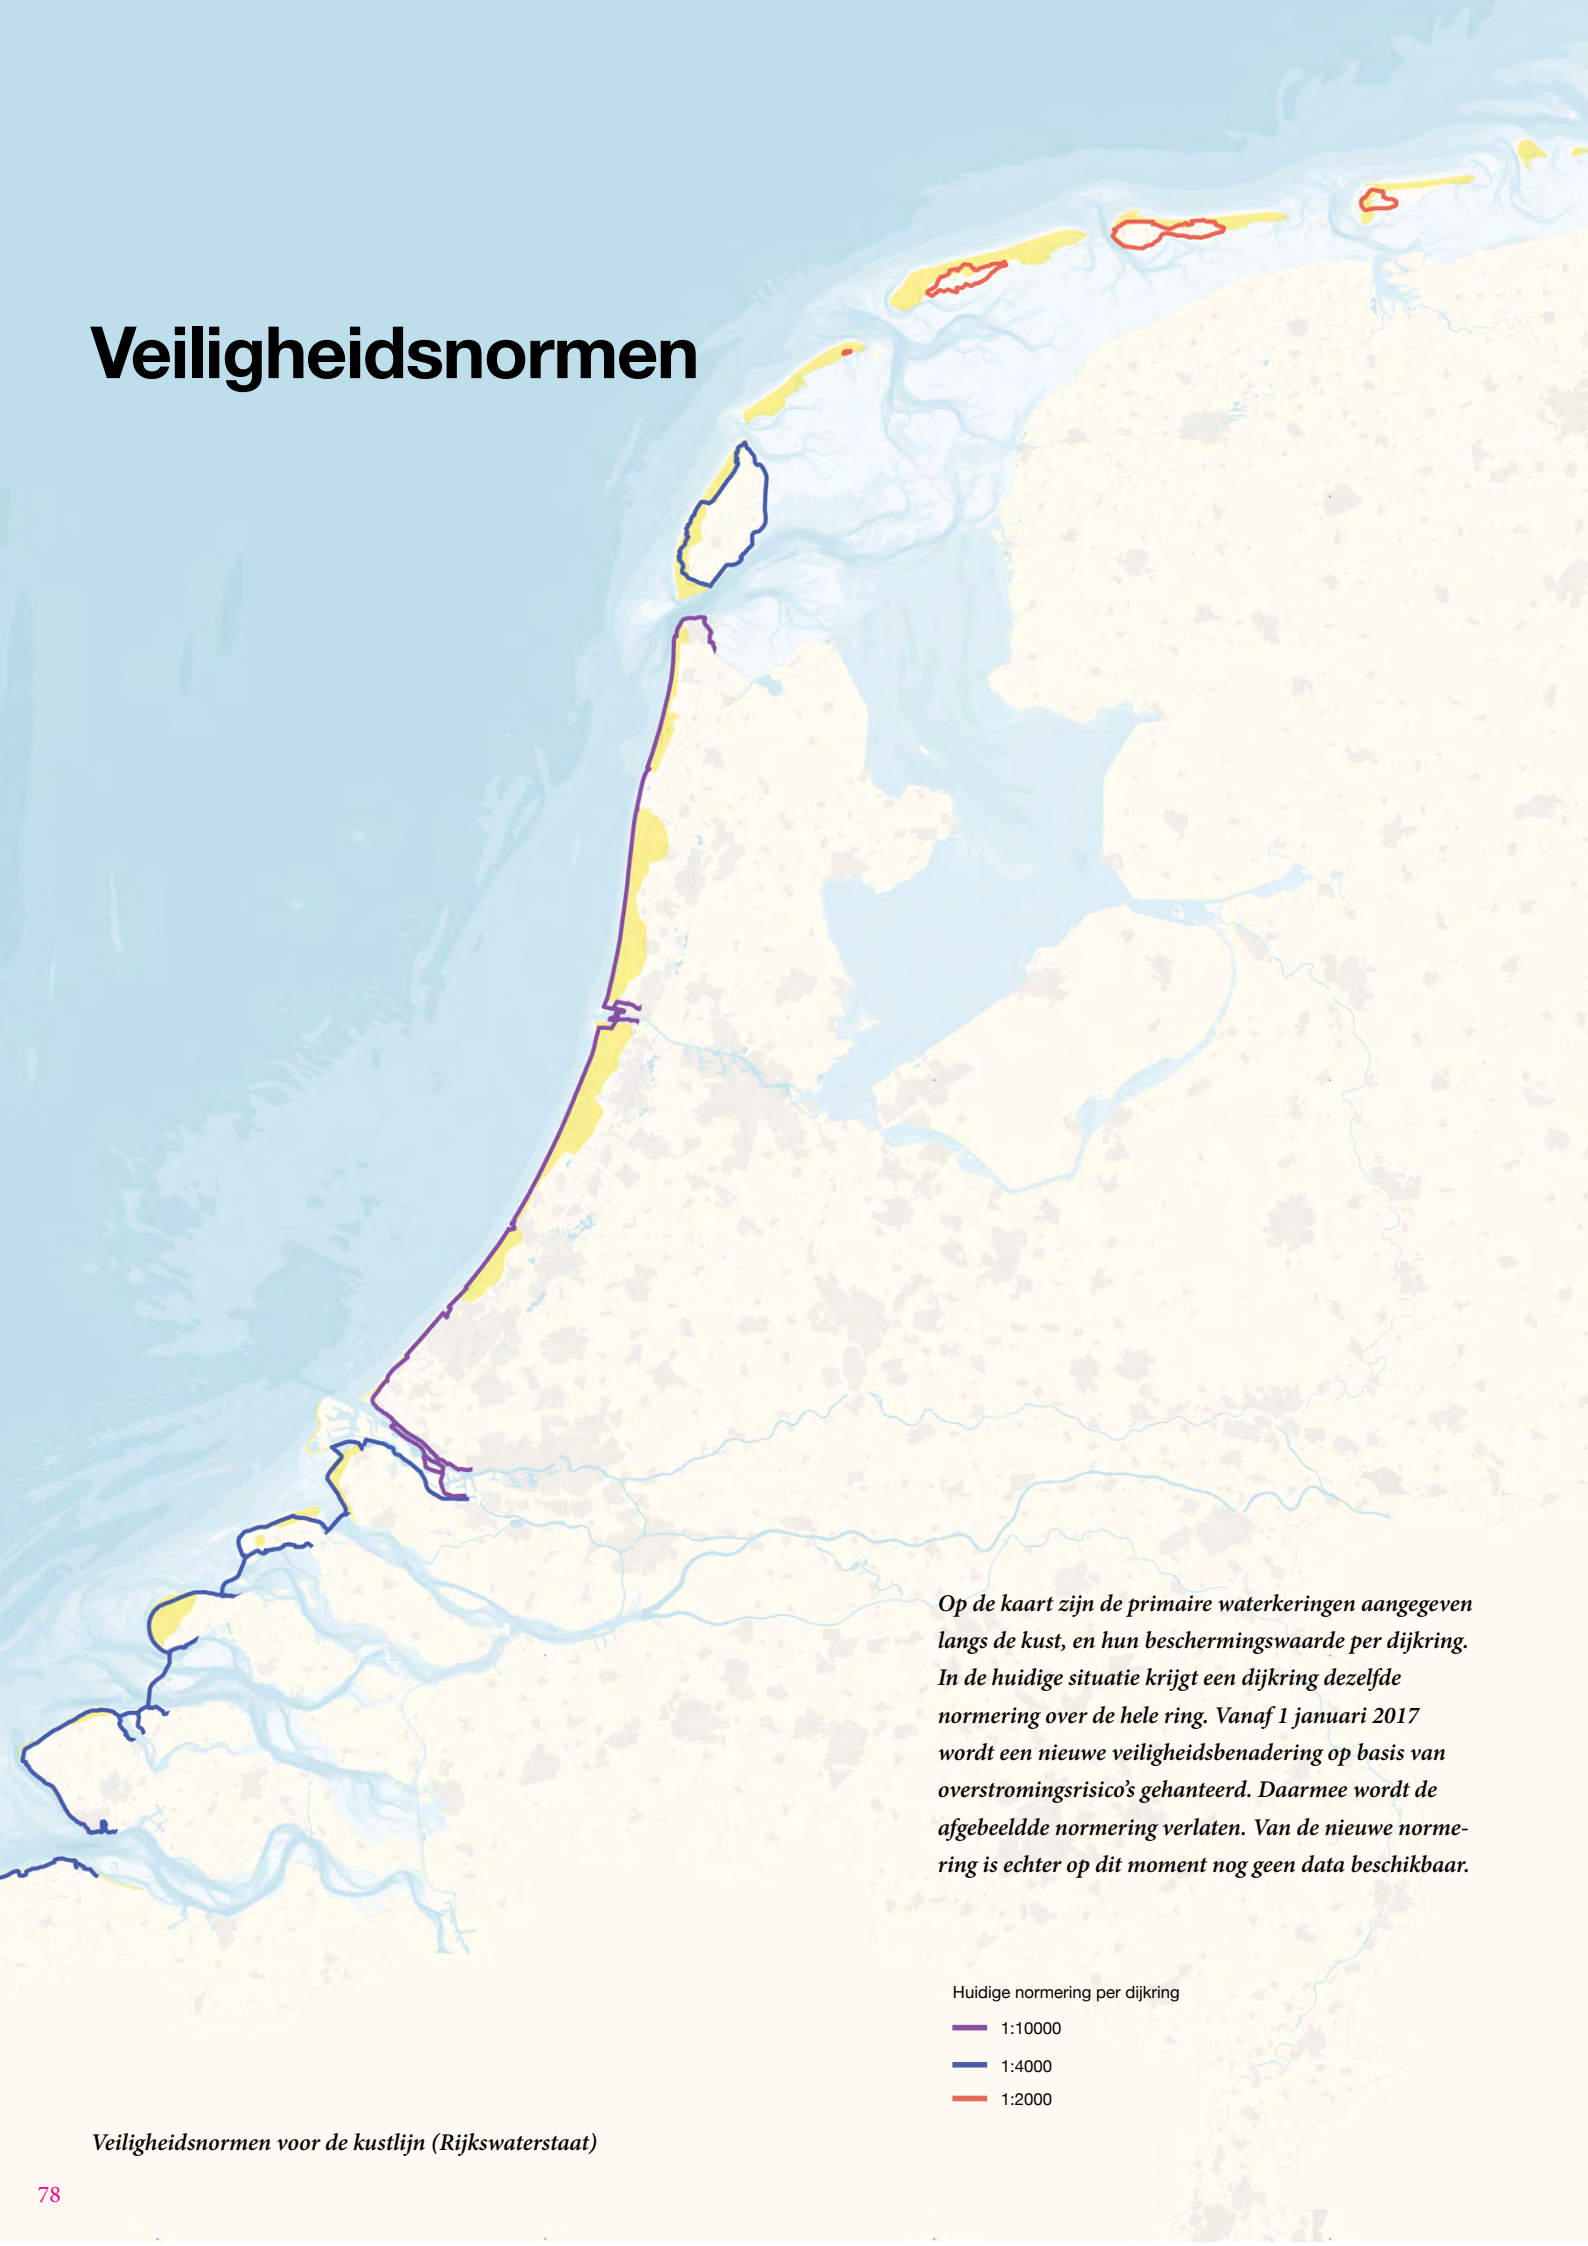 Veiligheidsnormen
Op de kaart zijn de primaire waterkeringen aangegeven
langs de kust, en hun beschermingswaarde per dijkring.
In de huidige situatie krijgt een dijkring dezelfde
normering over de hele ring. Vanaf 1 januari 2017
wordt een nieuwe veiligheidsbenadering op basis van
overstromingsrisico’s gehanteerd. Daarmee wordt de
afgebeeldde normering verlaten. Van de nieuwe norme-
ring is echter op dit moment nog geen data beschikbaar.
Huidige normering per dijkring
1:10000
1:4000
1:2000
Veiligheidsnormen voor de kustlijn (Rijkswaterstaat)
78